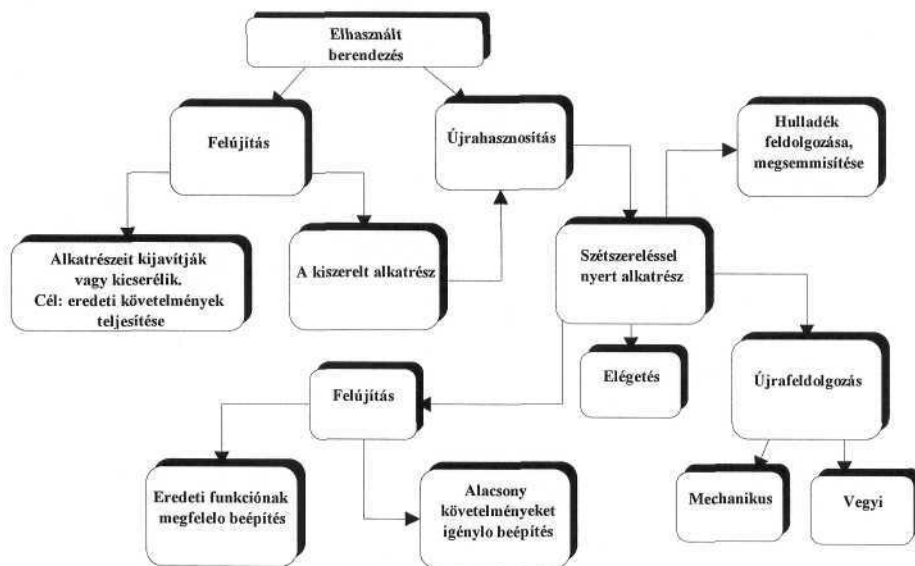 Elhasznált
berendezés
Felújítás
Újrahasznosítás
Hulladék
feldolgozása,
megsemmisítése
Alkatrészeit kijavítják
vagy kicserélik.
Cél: eredeti követelmények
teljesítése
A kiszerelt alkatrész
Szétszereléssel
nyert alkatrész
Elégetés
Újrafeldolgozás
Felújítás
Eredeti funkciónak
megfelelo beépítés
Alacsony
követelményeket
igénylo beépítés
Mechanikus
Vegyi